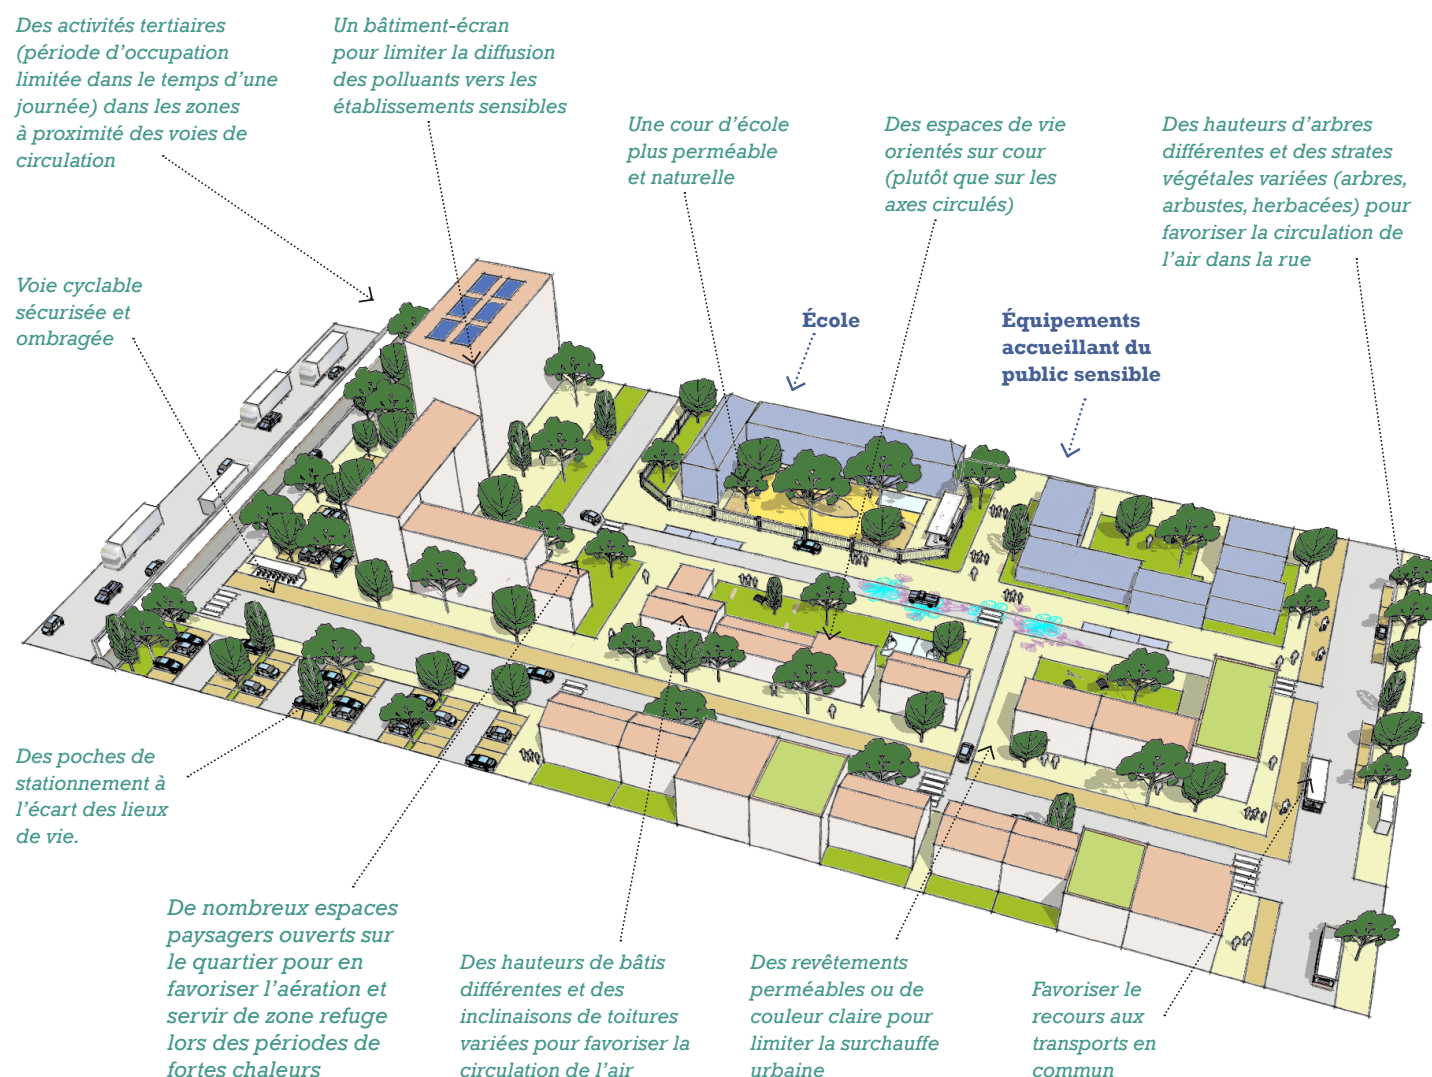 Des activités tertiaires
(période d'occupation
limitée dans le temps d'une
journée) dans les zones
à proximité des voies de
circulation
Un bâtiment-écran
pour limiter la diffusion
des polluants vers les
établissements sensibles
Une cour d'école
plus perméable
et naturelle
Des espaces de vie
orientés sur cour
(plutôt que sur les
axes circulés)
Des hauteurs d'arbres
différentes et des strates
végétales variées (arbres,
arbustes, herbacées) pour
favoriser la circulation de
l'air dans la rue
Voie cyclable
sécurisée et
ombragée
École
Équipements
accueillant du
public sensible
Des poches de
stationnement à
l'écart des lieux
de vie.
De nombreux espaces
paysagers ouverts sur
le quartier pour en
favoriser l'aération et
servir de zone refuge
lors des périodes de
fortes chaleurs
Des hauteurs de bâtis
différentes et des
inclinaisons de toitures
variées pour favoriser la
circulation de l'air
Des revêtements
perméables ou de
couleur claire pour
limiter la surchauffe
urbaine
Favoriser le
recours aux
transports en
commun